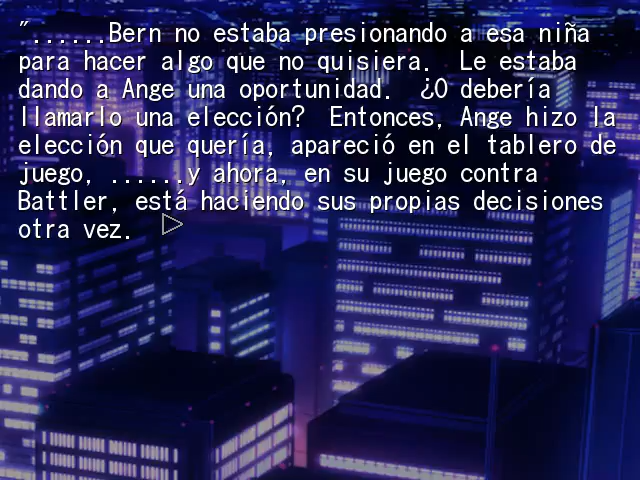 "......Bern no estaba presionando a esa niña
para hacer algo que no quisiera.  Le estaba
dando a Ange una oportunidad.  ¿O debería
llamarlo una elección?  Entonces, Ange hizo la
elección que quería, apareció en el tablero de
juego, ......y ahora, en su juego contra
Battler, está haciendo sus propias decisiones
otra vez.